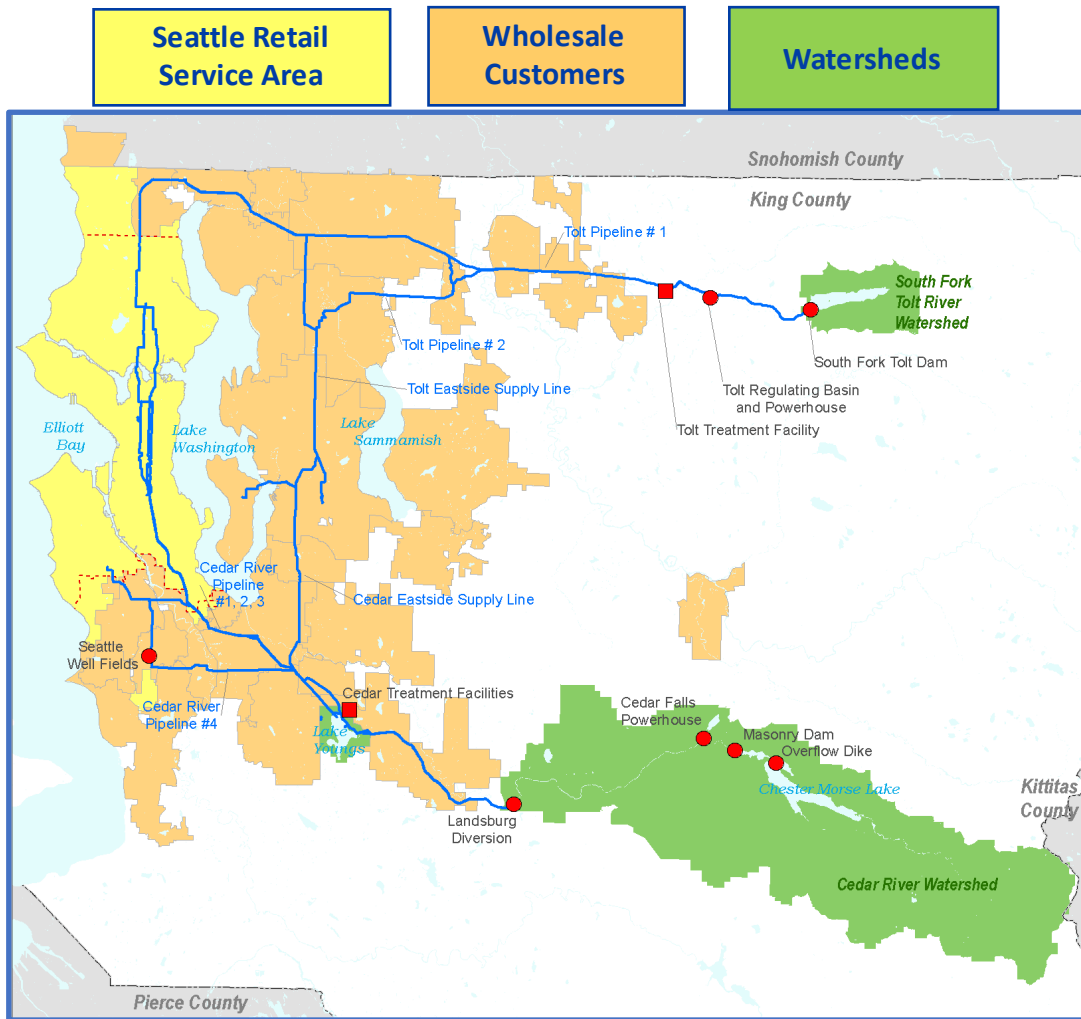 Seattle Retail
Service Area
Wholesale
Customers
Watersheds
Snohomish County
King County
Tolt Pipeline # 1
South Fork
Tolt River
Watershed
Tolt Pipeline # 2
South Fork Tolt Dam
Tolt Eastside Supply Line
Tolt Regulating Basin
and Powerhouse
Tolt Treatment Facility
Elliott
Bay
Lake
Washington
Lake
Sammamish
Cedar River
Pipeline
#1, 2, 3
Cedar Eastside Supply Line
Seattle
Well Fields
Cedar Treatment Facilities
Cedar River
Pipeline #4
Lake
Youngs
Cedar Falls
Powerhouse
Masonry Dam
Overflow Dike
Chester Morse Lake
Kittitas
County
Landsburg
Diversion
Cedar River Watershed
Pierce County